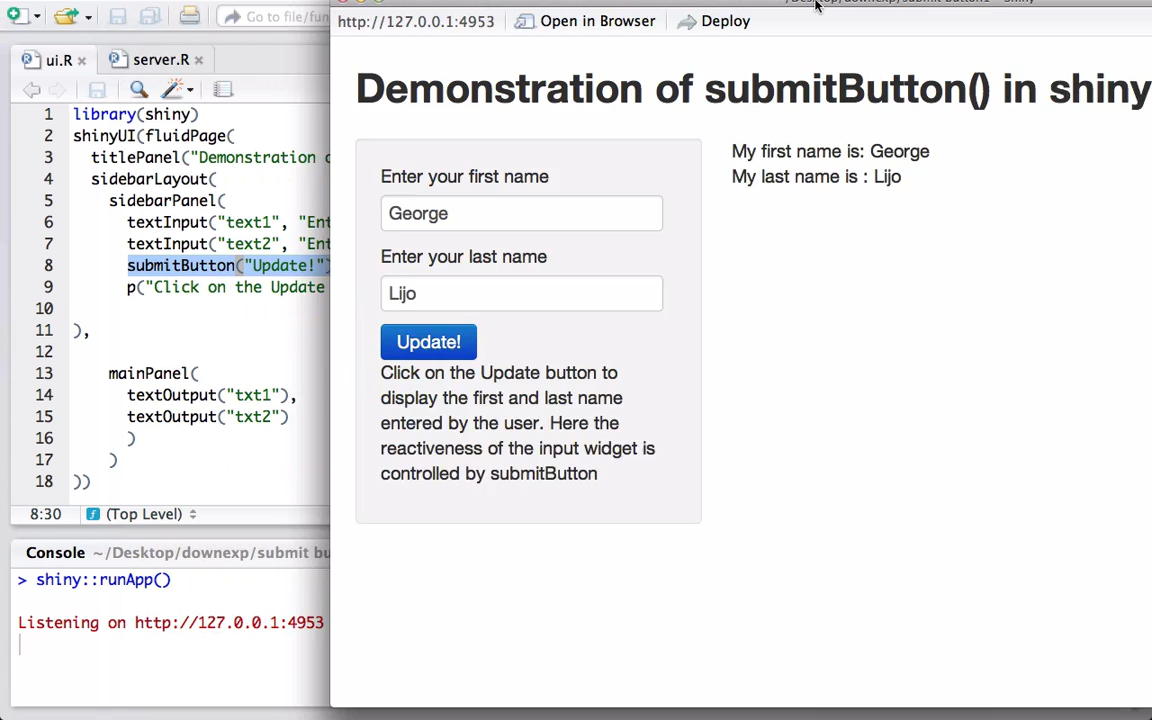 Go to file/fun
ui.R
server.R
1 library(shiny)
2 shinyUI(fluidPage(
3 titlePanel("Demonstration
4 sidebarLayout(
5 sidebarPanel(
6 textInput("text1", "Ent
7 textInput("text2", "Ent
8 submitButton("Update!")
9 p("Click on the Update
10
11 ),
12
13 mainPanel(
14 textOutput("txt1"),
15 textOutput("txt2")
16 )
17 )
18 ))
8:30 (Top Level)
Console ~/Desktop/downexp/submit bu
> shiny::runApp()
Listening on http://127.0.0.1:4953
http://127.0.0.1:4953 Open in Browser Deploy
Demonstration of submitButton() in shiny
Enter your first name
George
Enter your last name
Lijo
Update!
Click on the Update button to
display the first and last name
entered by the user. Here the
reactiveness of the input widget is
controlled by submitButton
My first name is: George
My last name is : Lijo